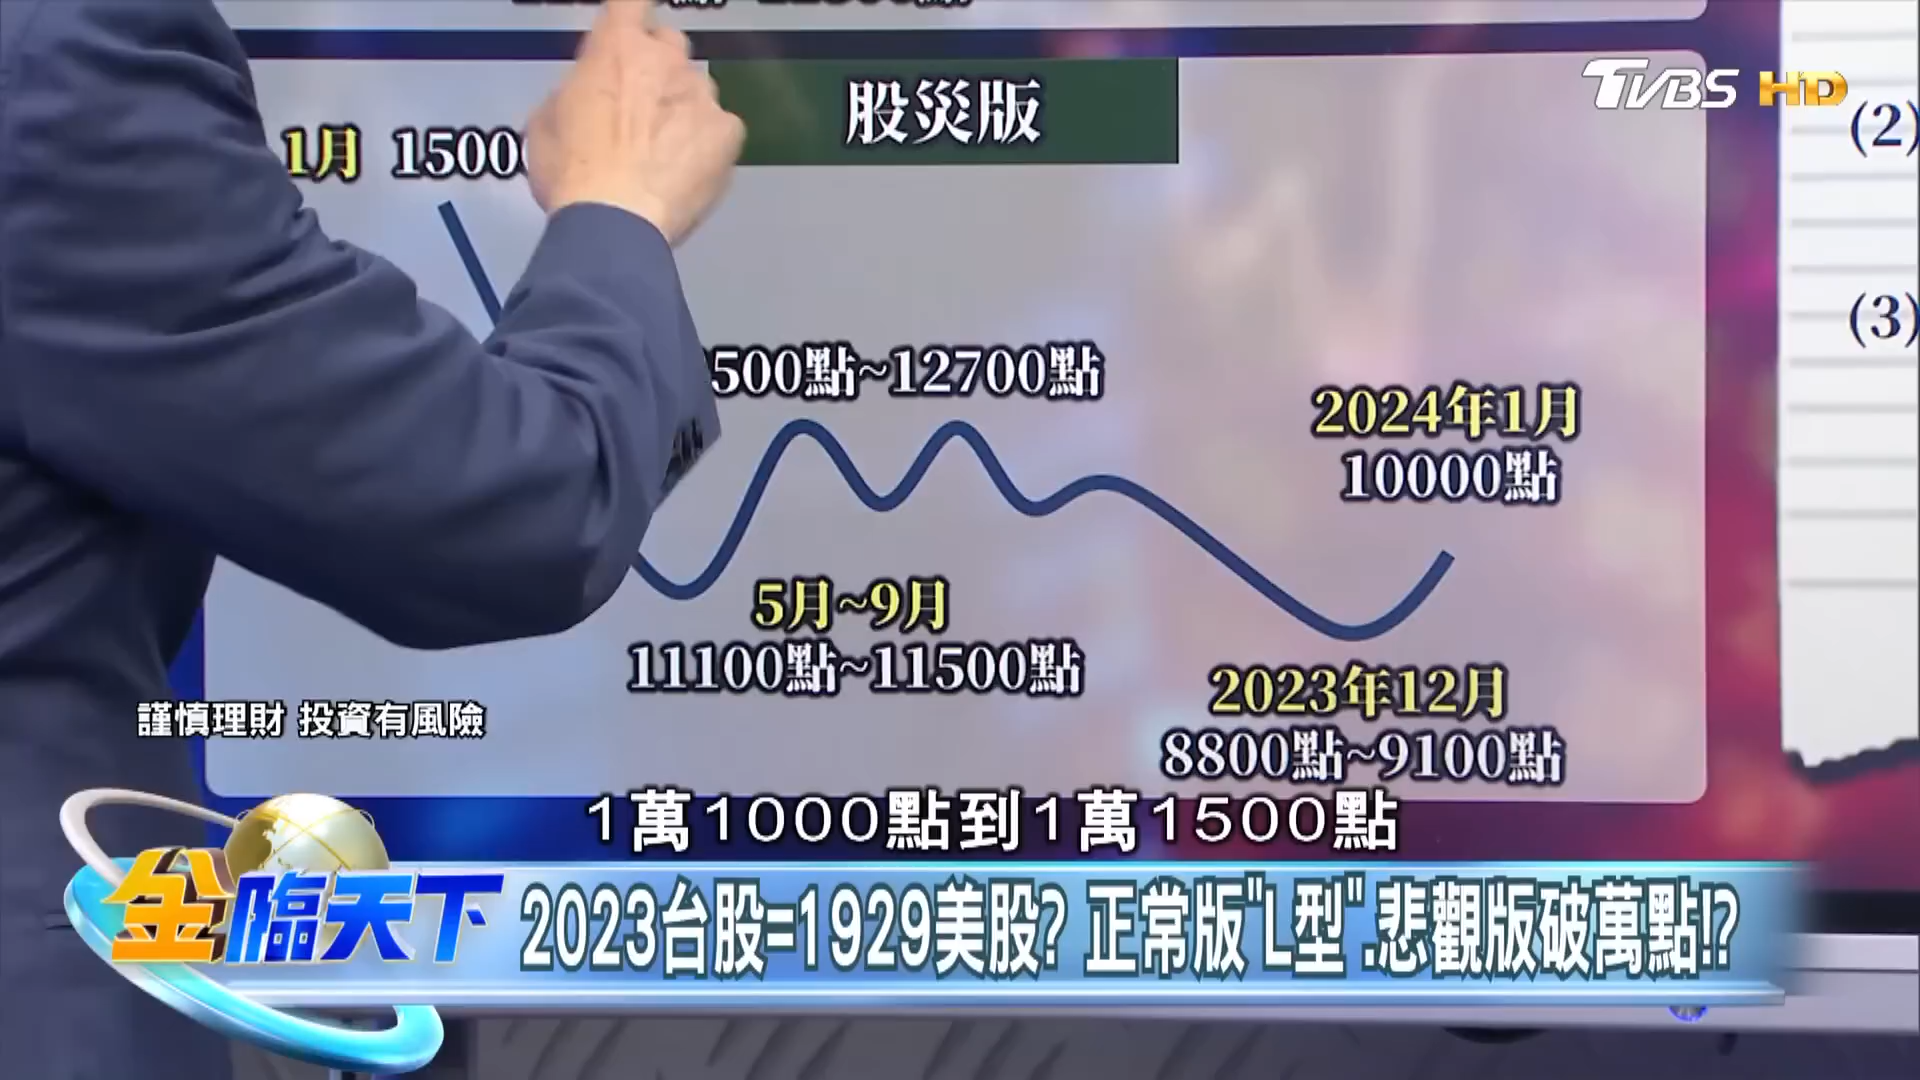 TVBS HD
股災版
(2)
1月 1500
(3)
500點~12700點
2024年1月
10000點
5月~9月
11100點~11500點
2023年12月
8800點~9100點
謹慎理財 投資有風險
1萬1000點到1萬1500點
金臨天下
2023台股=1929美股? 正常版"L型".悲觀版破萬點!?